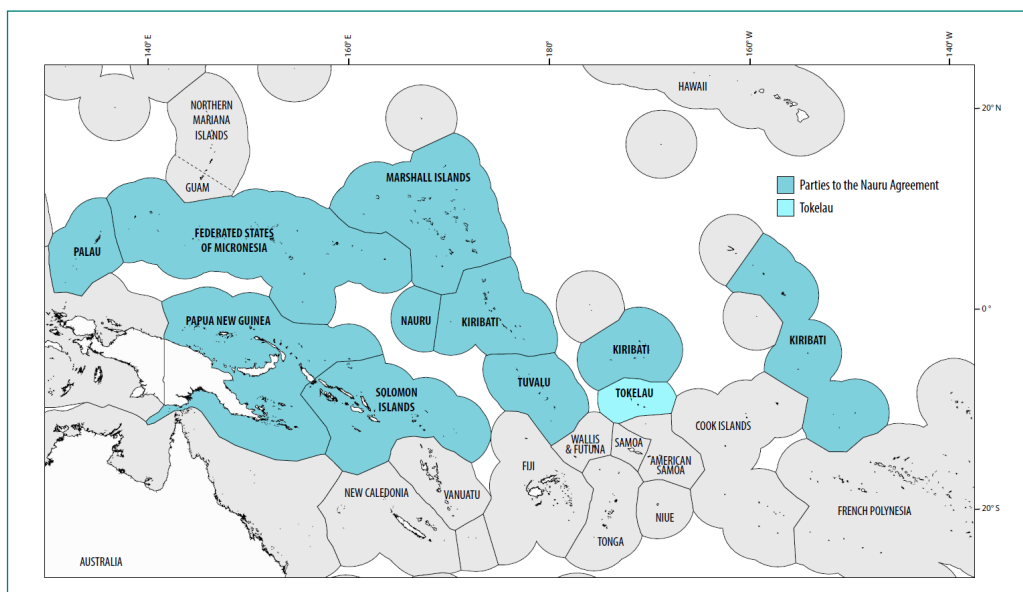 140° E
160° E
180°
160° W
140° W
HAWAII
20° N
NORTHERN
MARIANA
ISLANDS
GUAM
MARSHALL ISLANDS
Parties to the Nauru Agreement
Tokelau
FEDERATED STATES
OF MICRONESIA
PALAU
0°
PAPUA NEW GUINEA
NAURU
KIRIBATI
KIRIBATI
KIRIBATI
TUVALU
TOKELAU
SOLOMON
ISLANDS
COOK ISLANDS
WALLIS
& FUTUNA
SAMOA
AMERICAN
SAMOA
FIJI
NEW CALEDONIA
VANUATU
NIUE
FRENCH POLYNESIA
20° S
TONGA
AUSTRALIA